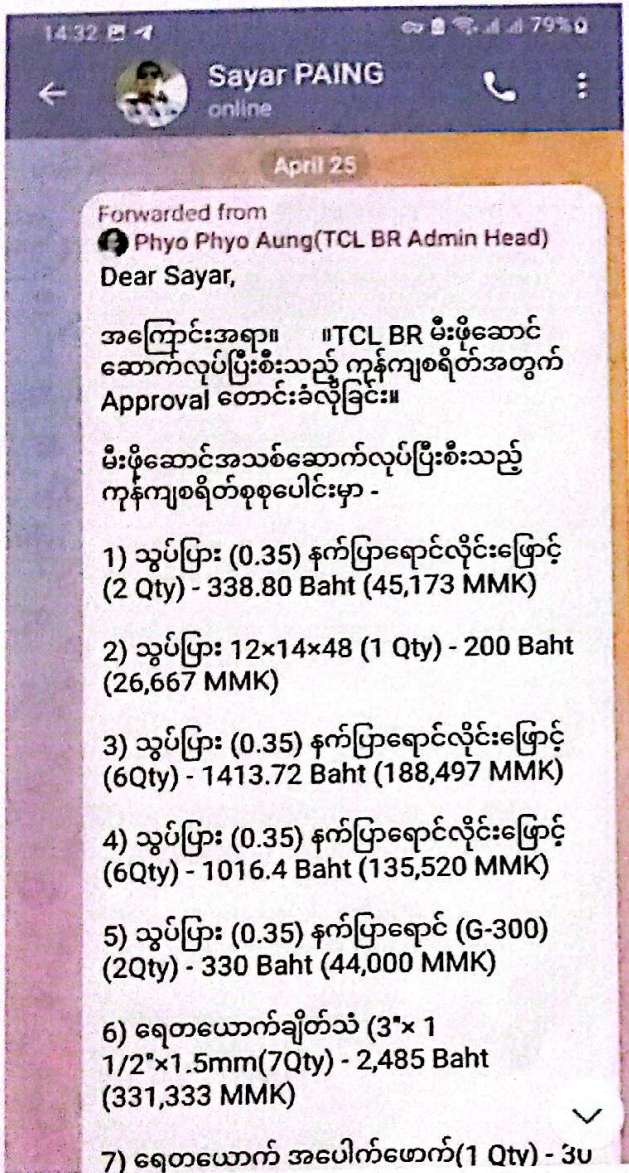 14:32
79%
Sayar PAING
online
April 25
Forwarded from
Phyo Phyo Aung(TCL BR Admin Head)
Dear Sayar,
အကြောင်းအရာ။ ။TCL BR မီးဖိုဆောင်
ဆောက်လုပ်ပြီးစီးသည့် ကုန်ကျစရိတ်အတွက်
Approval တောင်းခံလိုခြင်း။
မီးဖိုဆောင်အသစ်ဆောက်လုပ်ပြီးစီးသည့်
ကုန်ကျစရိတ်စုစုပေါင်းမှာ -
1) သွပ်ပြား (0.35) နက်ပြာရောင်လိုင်းဖြောင့်
(2 Qty) - 338.80 Baht (45,173 MMK)
2) သွပ်ပြား 12×14×48 (1 Qty) - 200 Baht
(26,667 MMK)
3) သွပ်ပြား (0.35) နက်ပြာရောင်လိုင်းဖြောင့်
(6Qty) - 1413.72 Baht (188,497 MMK)
4) သွပ်ပြား (0.35) နက်ပြာရောင်လိုင်းဖြောင့်
(6Qty) - 1016.4 Baht (135,520 MMK)
5) သွပ်ပြား (0.35) နက်ပြာရောင် (G-300)
(2Qty) - 330 Baht (44,000 MMK)
6) ရေတယောက်ချိတ်သံ (3"× 1
1/2"×1.5mm(7Qty) - 2,485 Baht
(331,333 MMK)
7) ရေတယောက် အပေါက်ဖောက်(1 Qty) -